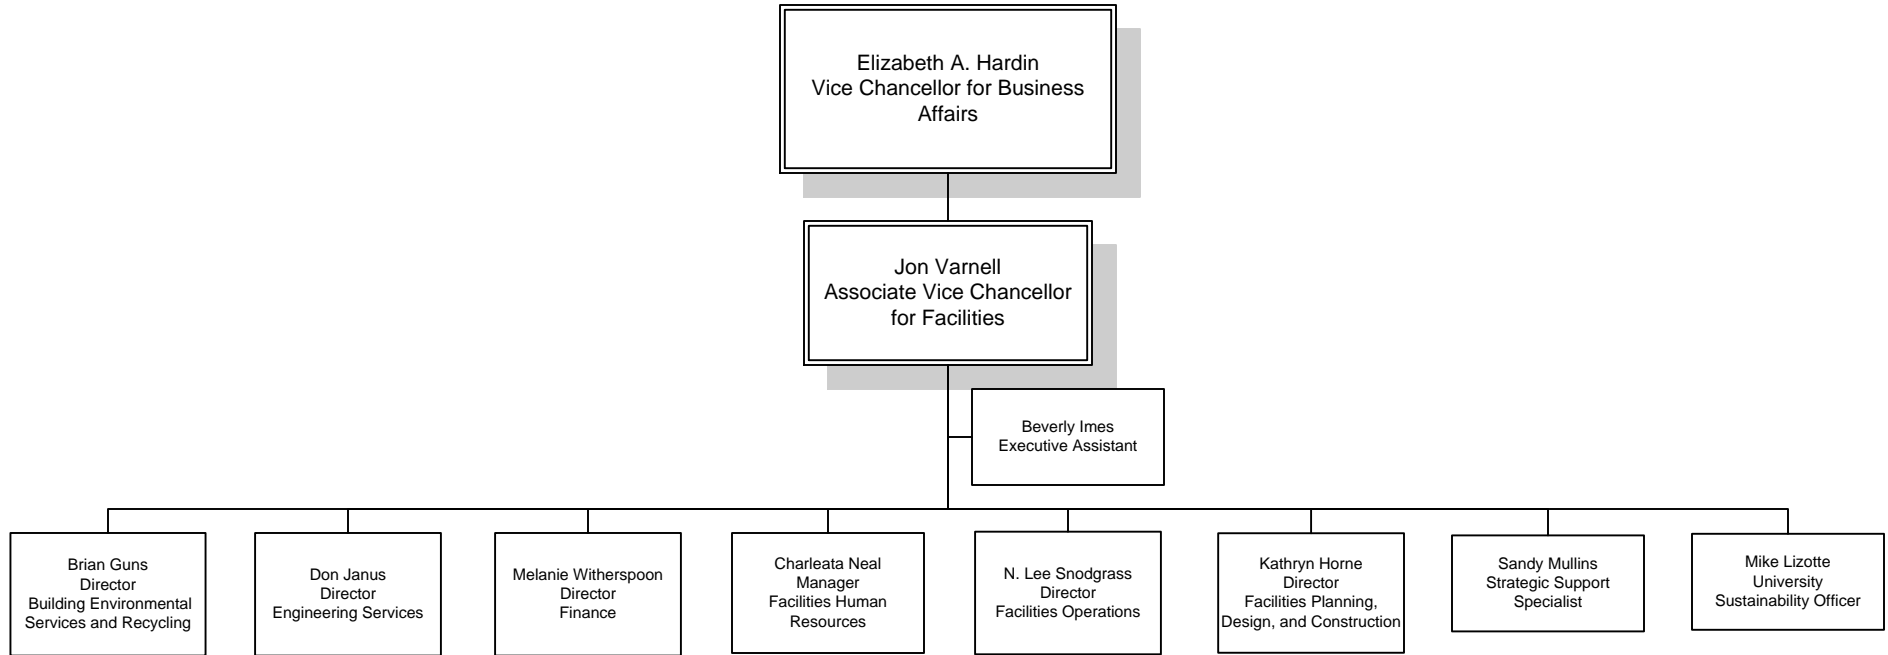 Elizabeth A. Hardin
Vice Chancellor for Business
Affairs
Jon Varnell
Associate Vice Chancellor
for Facilities
Beverly Imes
Executive Assistant
Brian Guns
Director
Building Environmental
Services and Recycling
Don Janus
Director
Engineering Services
Melanie Witherspoon
Director
Finance
Charleata Neal
Manager
Facilities Human
Resources
N. Lee Snodgrass
Director
Facilities Operations
Kathryn Horne
Director
Facilities Planning,
Design, and Construction
Sandy Mullins
Strategic Support
Specialist
Mike Lizotte
University
Sustainability Officer